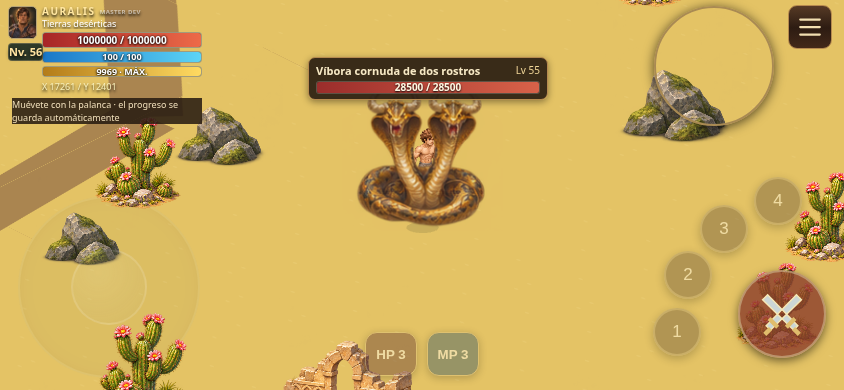 AURALIS MASTER DEV
Tierras desérticas
Nv. 56
1000000 / 1000000
100 / 100
9969 · MAX.
X 17261 / Y 12401
Muévete con la palanca · el progreso se
guarda automáticamente
Víbora cornuda de dos rostros Lv 55
28500 / 28500
4
3
2
1
HP 3
MP 3